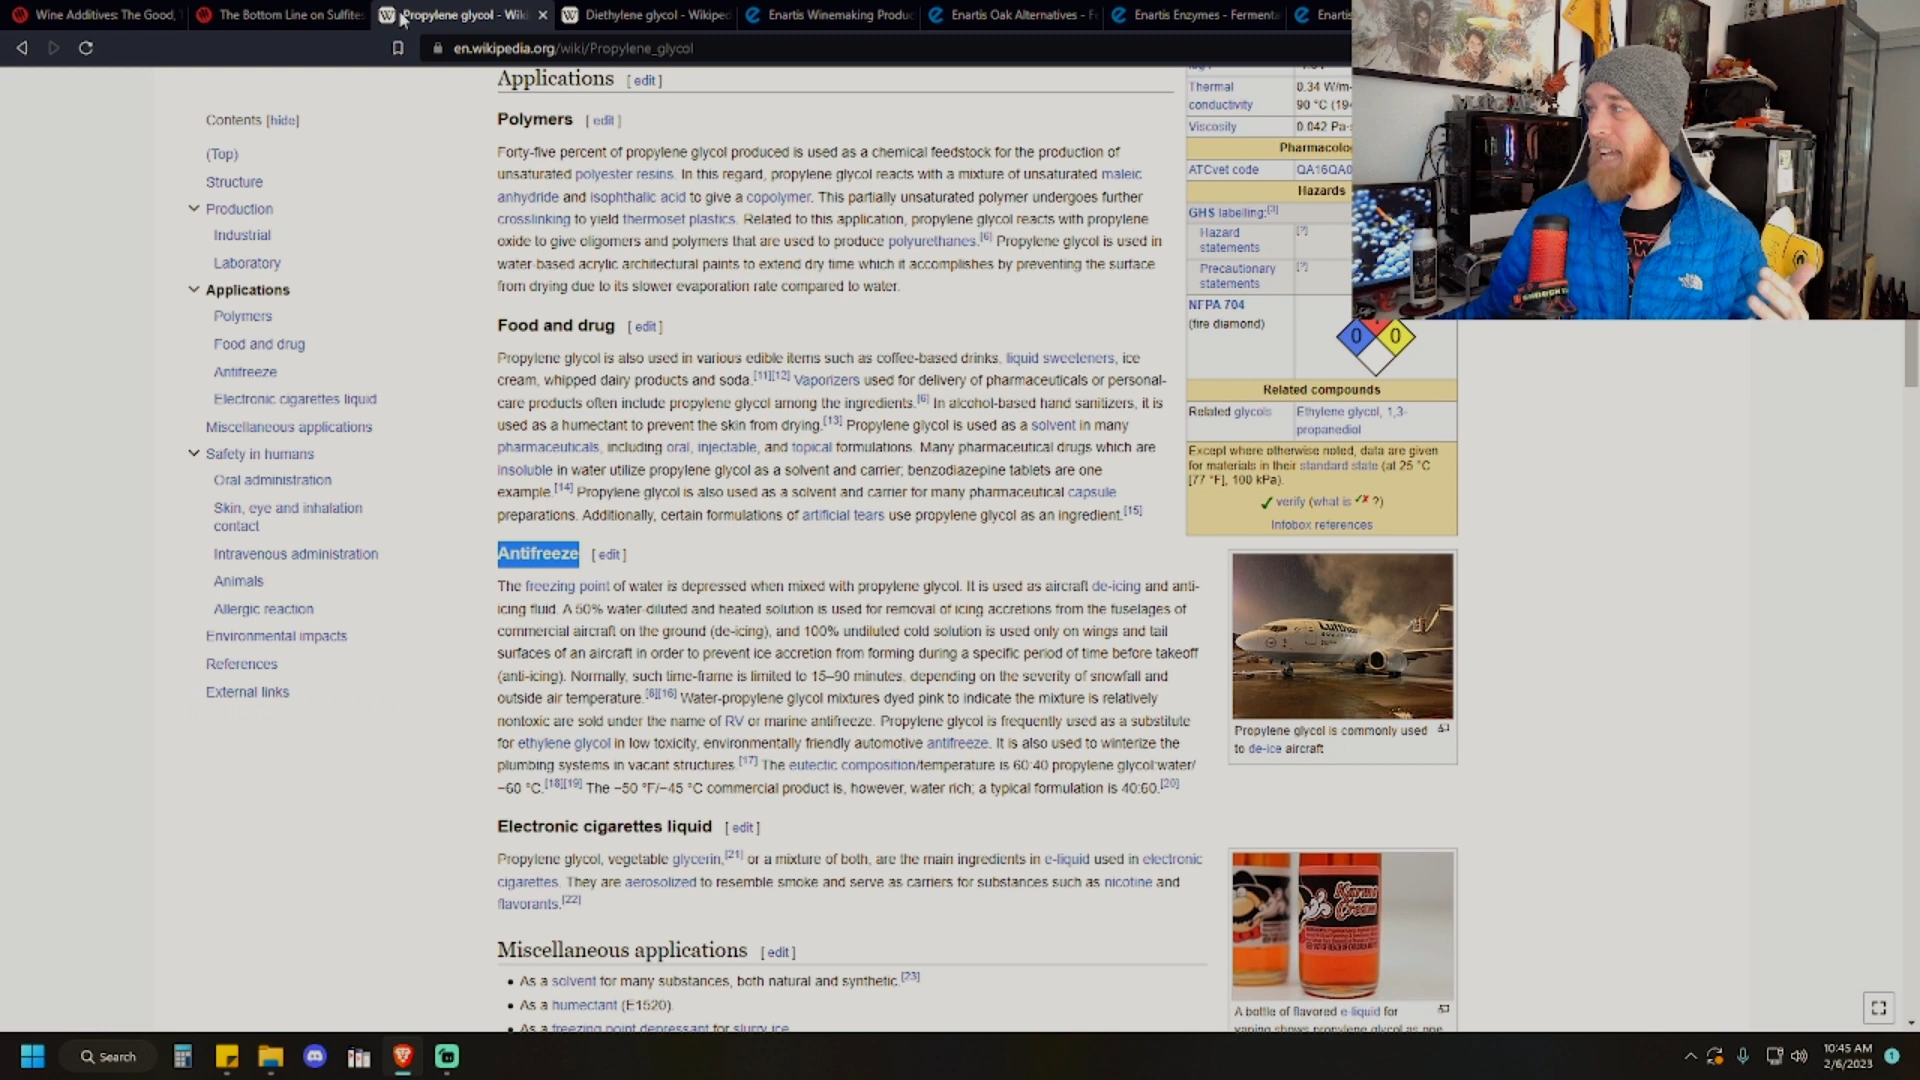 Wine Additives: The Good,
The Bottom Line on Sulfites
Propylene glycol - Wiki
Diethylene glycol - Wikiped
Enartis Winemaking Produc
Enartis Oak Alternatives - F
Enartis Enzymes - Fermenta
Enartis
en.wikipedia.org/wiki/Propylene_glycol
Contents [hide]
(Top)
Structure
Production
Industrial
Laboratory
Applications
Polymers
Food and drug
Antifreeze
Electronic cigarettes liquid
Miscellaneous applications
Safety in humans
Oral administration
Skin, eye and inhalation
contact
Intravenous administration
Animals
Allergic reaction
Environmental impacts
References
External links
Applications [ edit ]
Polymers [ edit ]
Forty-five percent of propylene glycol produced is used as a chemical feedstock for the production of
unsaturated polyester resins. In this regard, propylene glycol reacts with a mixture of unsaturated maleic
anhydride and isophthalic acid to give a copolymer. This partially unsaturated polymer undergoes further
crosslinking to yield thermoset plastics. Related to this application, propylene glycol reacts with propylene
oxide to give oligomers and polymers that are used to produce polyurethanes.[6] Propylene glycol is used in
water-based acrylic architectural paints to extend dry time which it accomplishes by preventing the surface
from drying due to its slower evaporation rate compared to water.
Food and drug [ edit ]
Propylene glycol is also used in various edible items such as coffee-based drinks, liquid sweeteners, ice
cream, whipped dairy products and soda.[11][12] Vaporizers used for delivery of pharmaceuticals or personal-
care products often include propylene glycol among the ingredients.[6] In alcohol-based hand sanitizers, it is
used as a humectant to prevent the skin from drying.[13] Propylene glycol is used as a solvent in many
pharmaceuticals, including oral, injectable, and topical formulations. Many pharmaceutical drugs which are
insoluble in water utilize propylene glycol as a solvent and carrier; benzodiazepine tablets are one
example.[14] Propylene glycol is also used as a solvent and carrier for many pharmaceutical capsule
preparations. Additionally, certain formulations of artificial tears use propylene glycol as an ingredient.[15]
Antifreeze [ edit ]
The freezing point of water is depressed when mixed with propylene glycol. It is used as aircraft de-icing and anti-
icing fluid. A 50% water-diluted and heated solution is used for removal of icing accretions from the fuselages of
commercial aircraft on the ground (de-icing), and 100% undiluted cold solution is used only on wings and tail
surfaces of an aircraft in order to prevent ice accretion from forming during a specific period of time before takeoff
(anti-icing). Normally, such time-frame is limited to 15–90 minutes, depending on the severity of snowfall and
outside air temperature.[6][16] Water-propylene glycol mixtures dyed pink to indicate the mixture is relatively
nontoxic are sold under the name of RV or marine antifreeze. Propylene glycol is frequently used as a substitute
for ethylene glycol in low toxicity, environmentally friendly automotive antifreeze. It is also used to winterize the
plumbing systems in vacant structures.[17] The eutectic composition/temperature is 60:40 propylene glycol:water/
−60 °C.[18][19] The −50 °F/−45 °C commercial product is, however, water rich; a typical formulation is 40:60.[20]
Electronic cigarettes liquid [ edit ]
Propylene glycol, vegetable glycerin,[21] or a mixture of both, are the main ingredients in e-liquid used in electronic
cigarettes. They are aerosolized to resemble smoke and serve as carriers for substances such as nicotine and
flavorants.[22]
Miscellaneous applications [ edit ]
• As a solvent for many substances, both natural and synthetic.[23]
• As a humectant (E1520).
• As a freezing point depressant for slurry ice
Thermal
conductivity
0.34 W/m-
90 °C (194
Viscosity
0.042 Pa·s
Pharmacolo
ATCvet code
QA16QA0
Hazards
GHS labelling:[3]
Hazard
statements
[?]
Precautionary
statements
[?]
NFPA 704
(fire diamond)
0
0
Related compounds
Related glycols
Ethylene glycol, 1,3-
propanediol
Except where otherwise noted, data are given
for materials in their standard state (at 25 °C
[77 °F], 100 kPa).
verify (what is ?)
Infobox references
Propylene glycol is commonly used
to de-ice aircraft
Karma
Cream
A bottle of flavored e-liquid for
vaping shows propylene glycol as one
Search
10:45 AM
2/6/2023
1